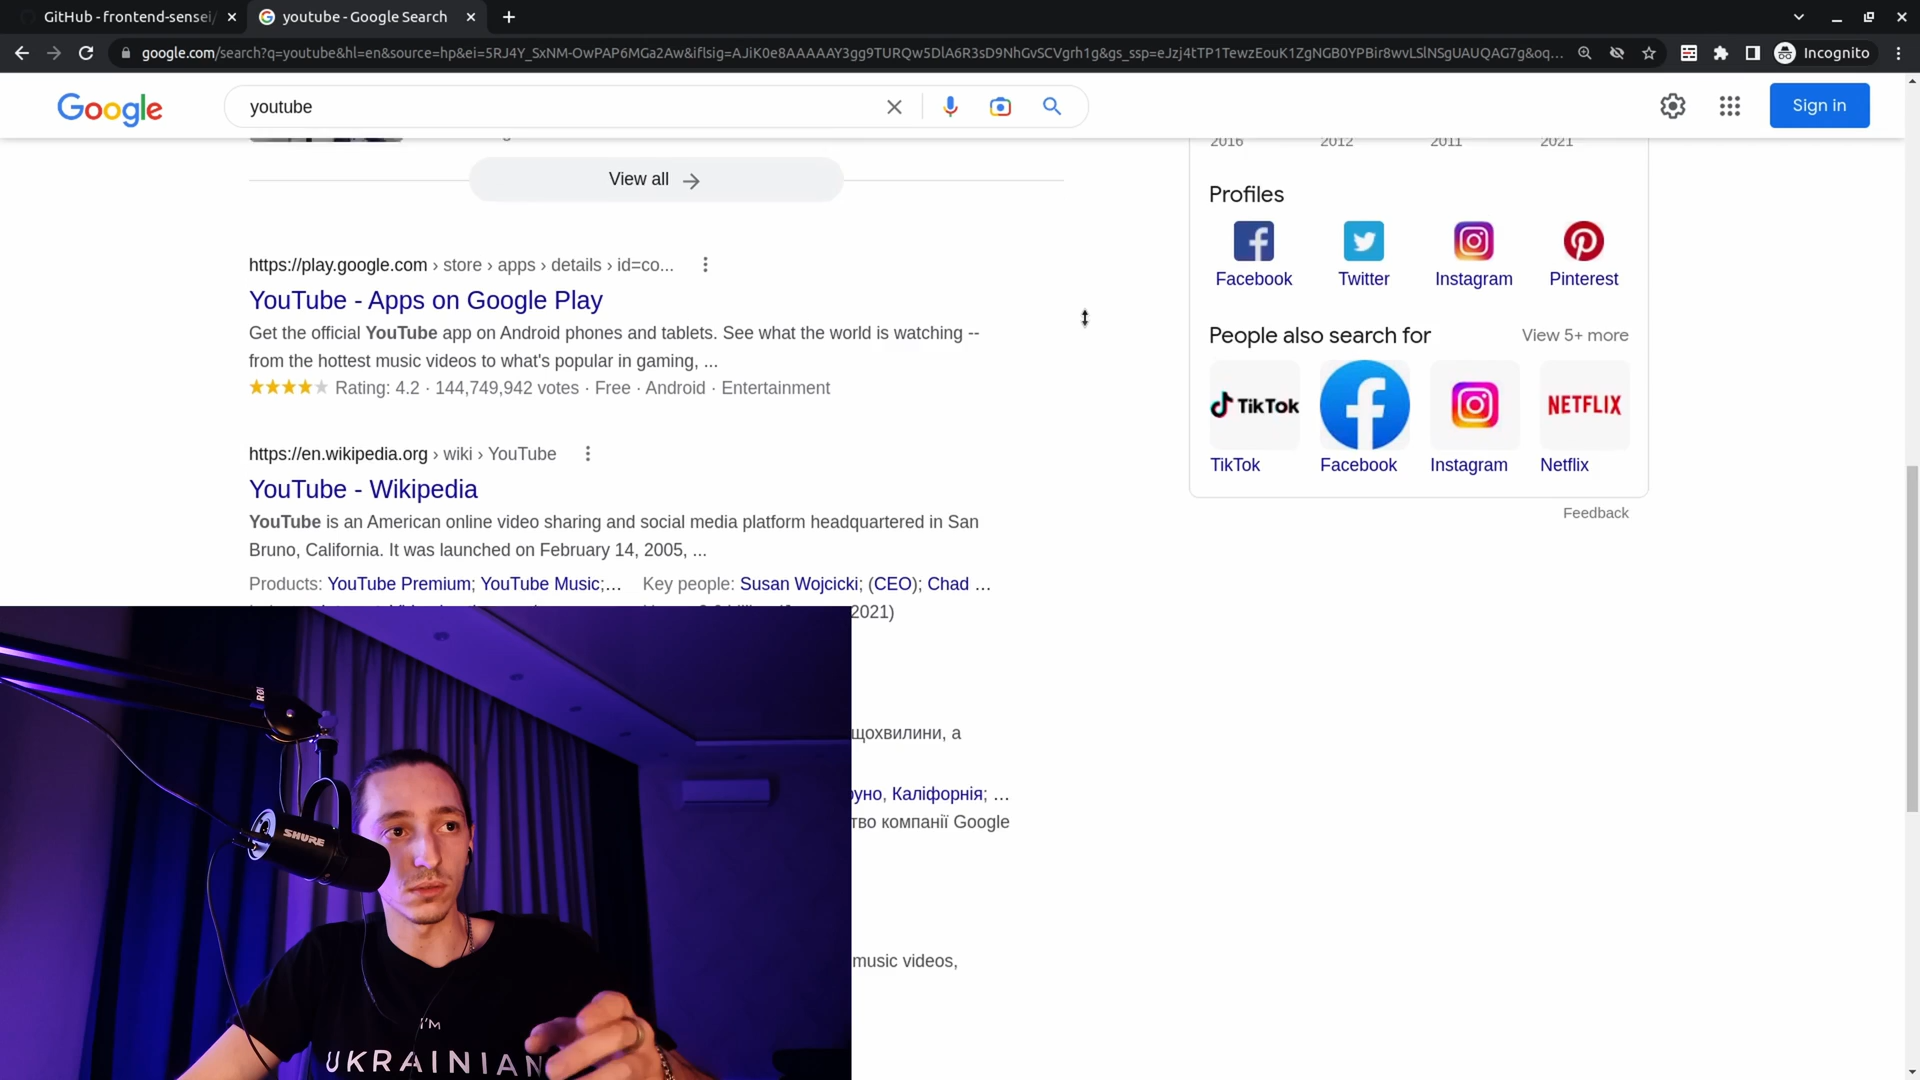 GitHub - frontend-sensei/
youtube - Google Search
google.com/search?q=youtube&hl=en&source=hp&ei=5RJ4Y_SxNM-OwPAP6MGa2Aw&iflsig=AJiK0e8AAAAAY3gg9TURQw5DlA6R3sD9NhGvSCVgrh1g&gs_ssp=eJzj4tTP1TewzEouK1ZgNGB0YPBir8wvLSlNSgUAUQAG7g&oq...
Incognito
Google
youtube
Sign in
2016
2012
2011
2021
View all
Profiles
Facebook
Twitter
Instagram
Pinterest
https://play.google.com › store › apps › details › id=co...
YouTube - Apps on Google Play
Get the official YouTube app on Android phones and tablets. See what the world is watching --
from the hottest music videos to what's popular in gaming, ...
Rating: 4.2 · 144,749,942 votes · Free · Android · Entertainment
People also search for
View 5+ more
TikTok
NETFLIX
TikTok
Facebook
Instagram
Netflix
Feedback
https://en.wikipedia.org › wiki › YouTube
YouTube - Wikipedia
YouTube is an American online video sharing and social media platform headquartered in San
Bruno, California. It was launched on February 14, 2005, ...
Products: YouTube Premium; YouTube Music;...
Key people: Susan Wojcicki; (CEO); Chad ...
2021)
щохвилини, а
Каліфорнія; ...
компанії Google
music videos,
SHURE
I'M
UKRAINIAN